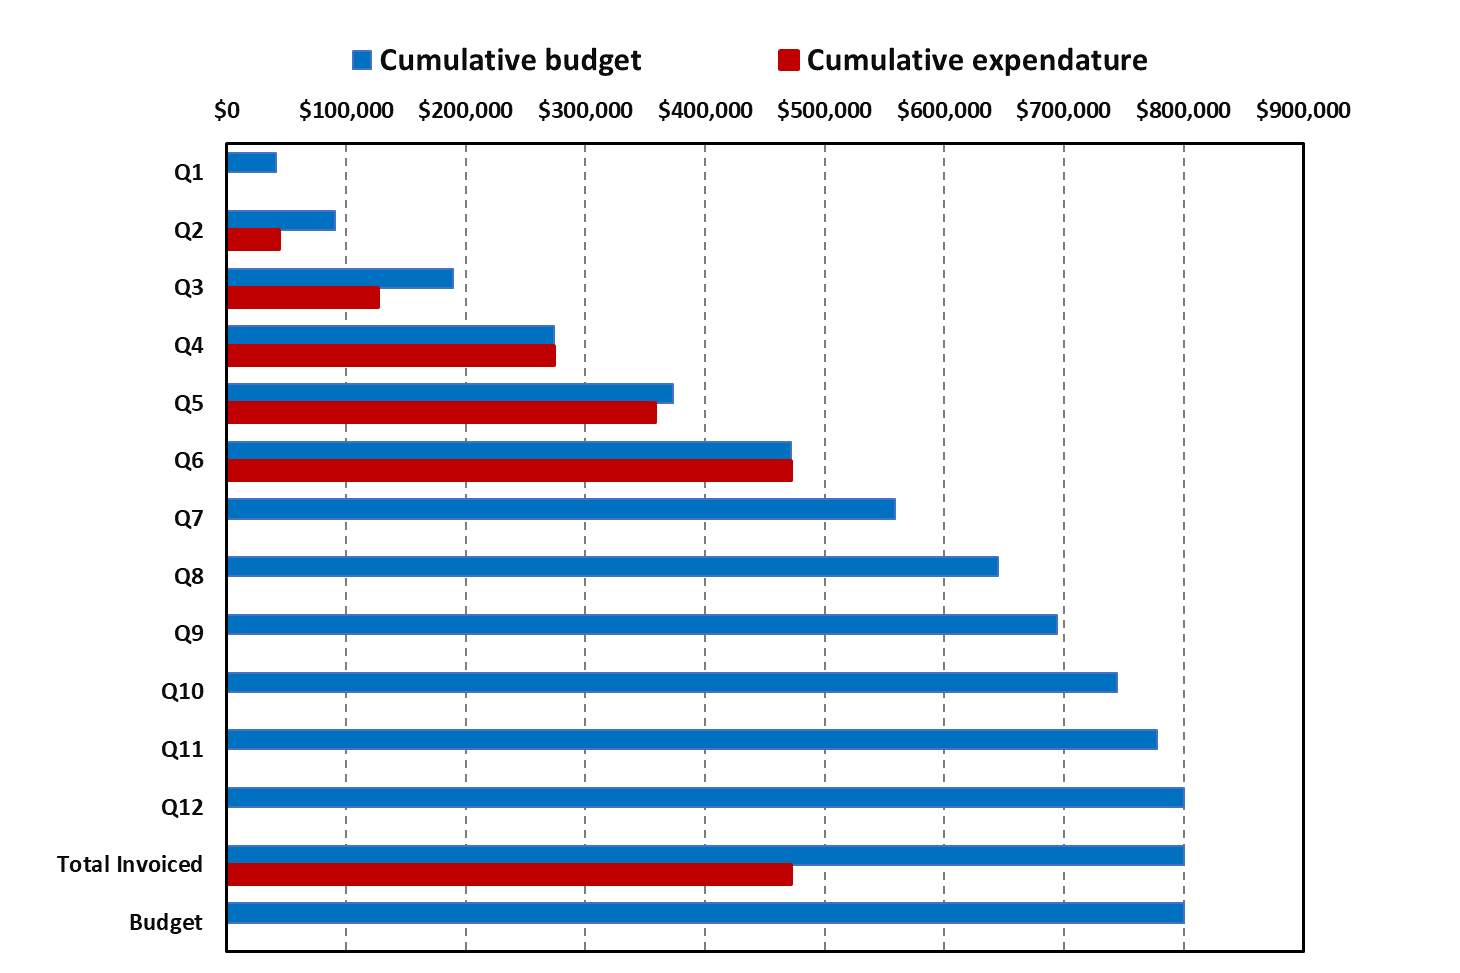 Cumulative budget Cumulative expendature
$0 $100,000 $200,000 $300,000 $400,000 $500,000 $600,000 $700,000 $800,000 $900,000
Q1
Q2
Q3
Q4
Q5
Q6
Q7
Q8
Q9
Q10
Q11
Q12
Total Invoiced
Budget